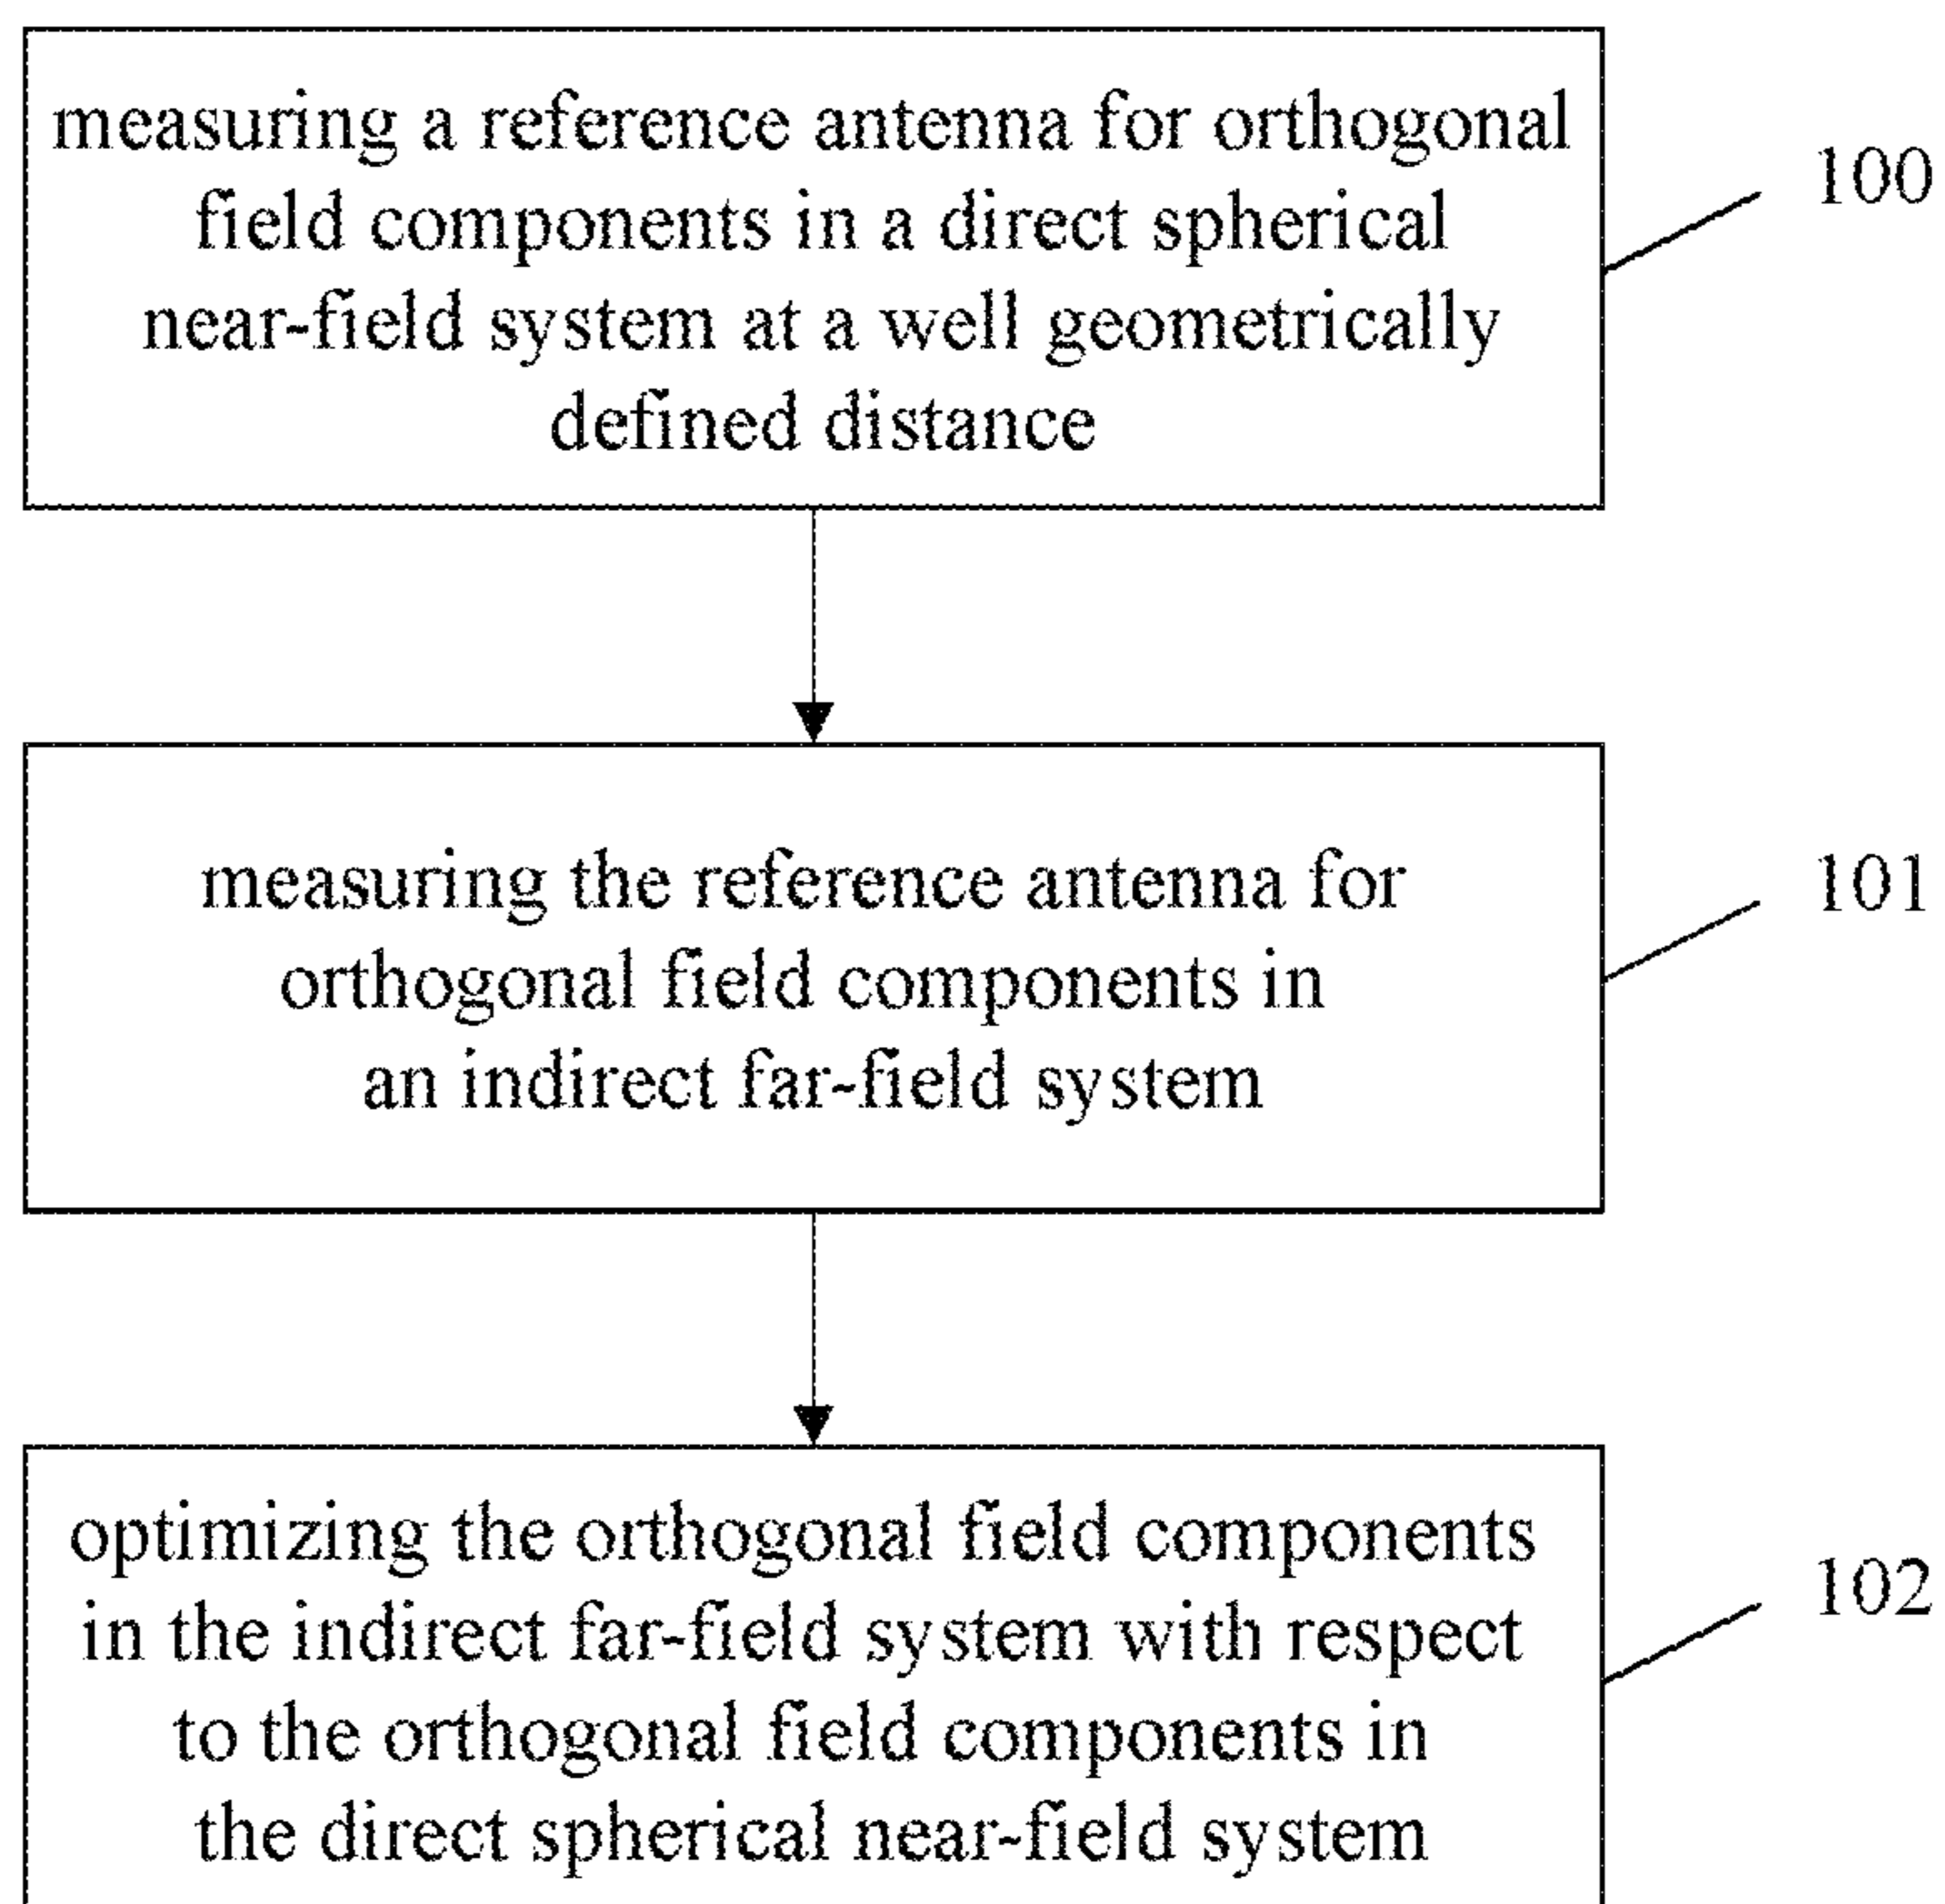 measuring a reference antenna for orthogonal
field components in a direct spherical
near-field system at a well geometrically
defined distance
100
measuring the reference antenna for
orthogonal field components in
an indirect far-field system
101
optimizing the orthogonal field components
in the indirect far-field system with respect
to the orthogonal field components in
the direct spherical near-field system
102